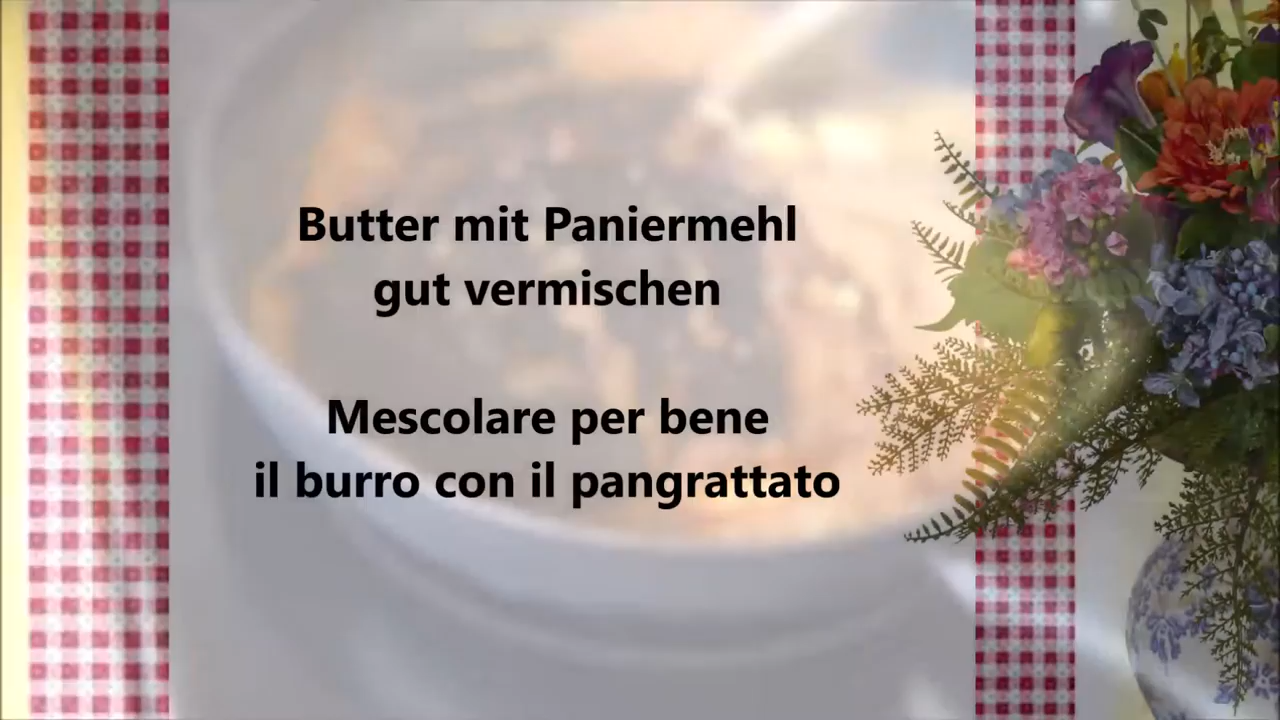 Butter mit Paniermehl
gut vermischen
Mescolare per bene
il burro con il pangrattato